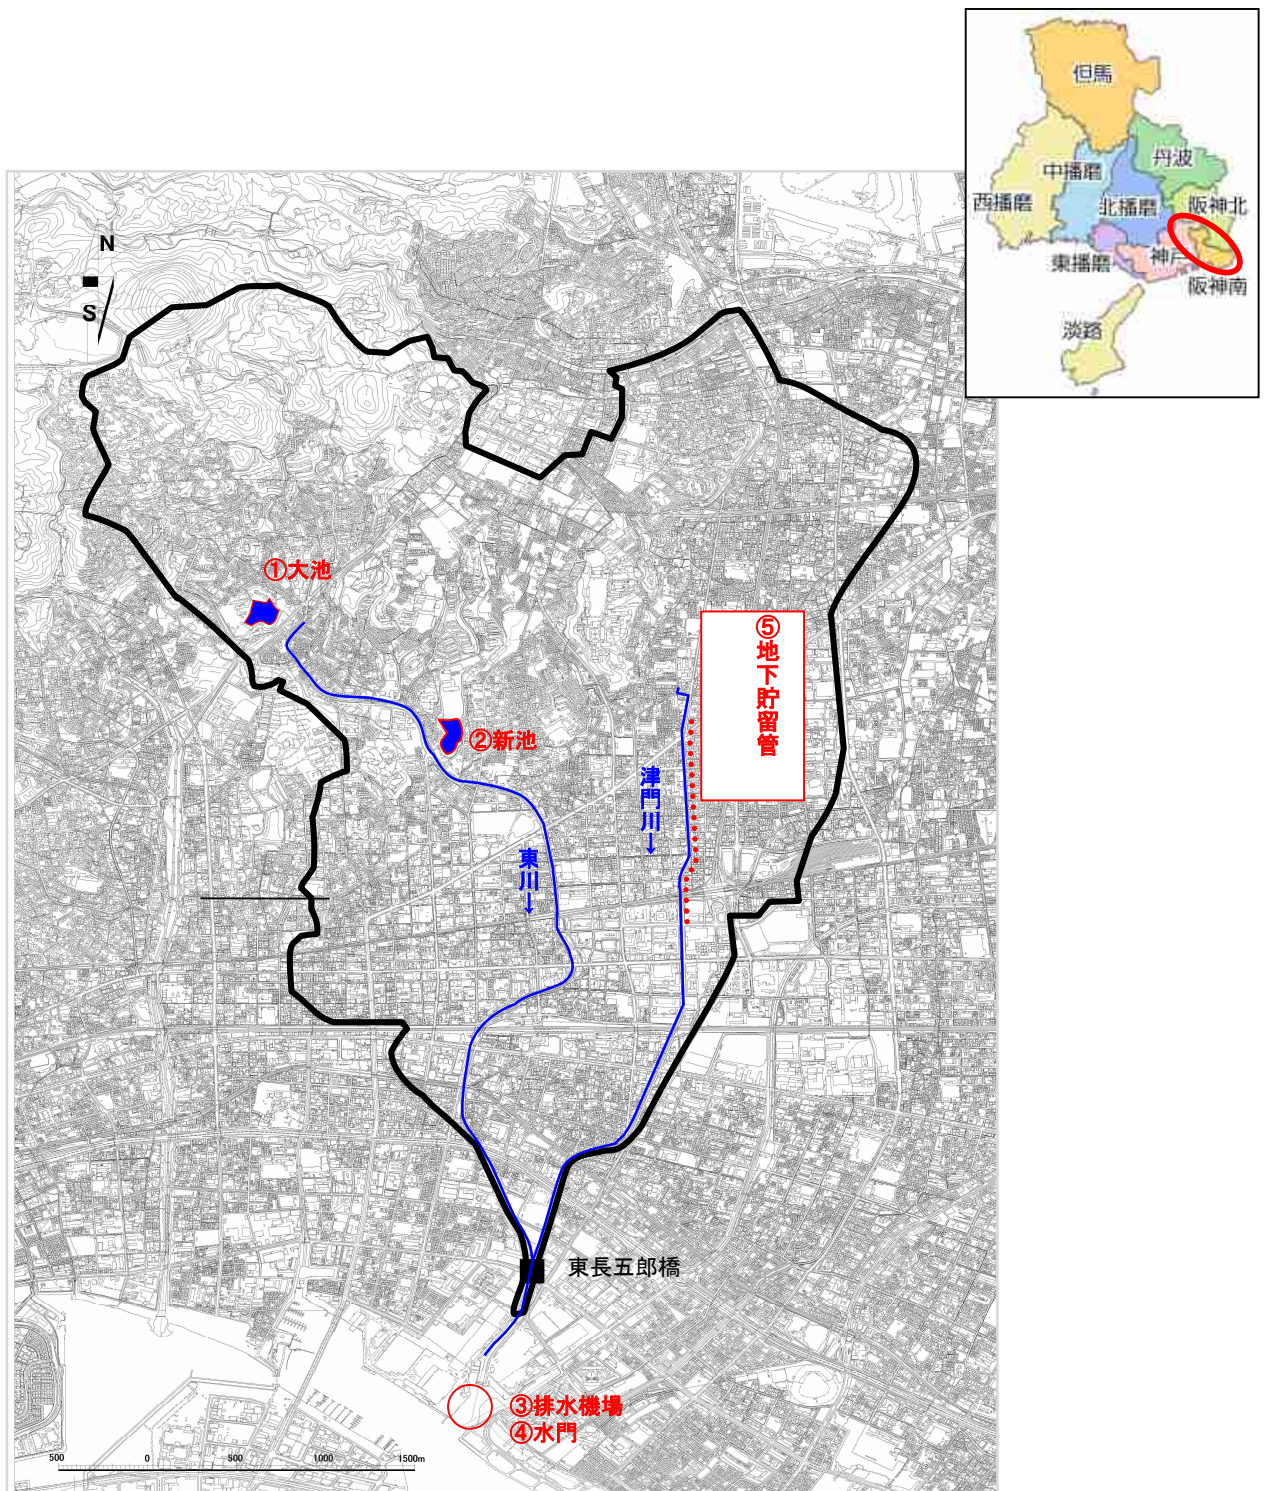 但馬
丹波
中播磨
西播磨
北播磨
阪神北
東播磨
神戸
阪神南
淡路
N
S
①大池
②新池
⑤地下貯留管
津門川→
東川→
東長五郎橋
③排水機場
④水門
500 0 500 1000 1500m